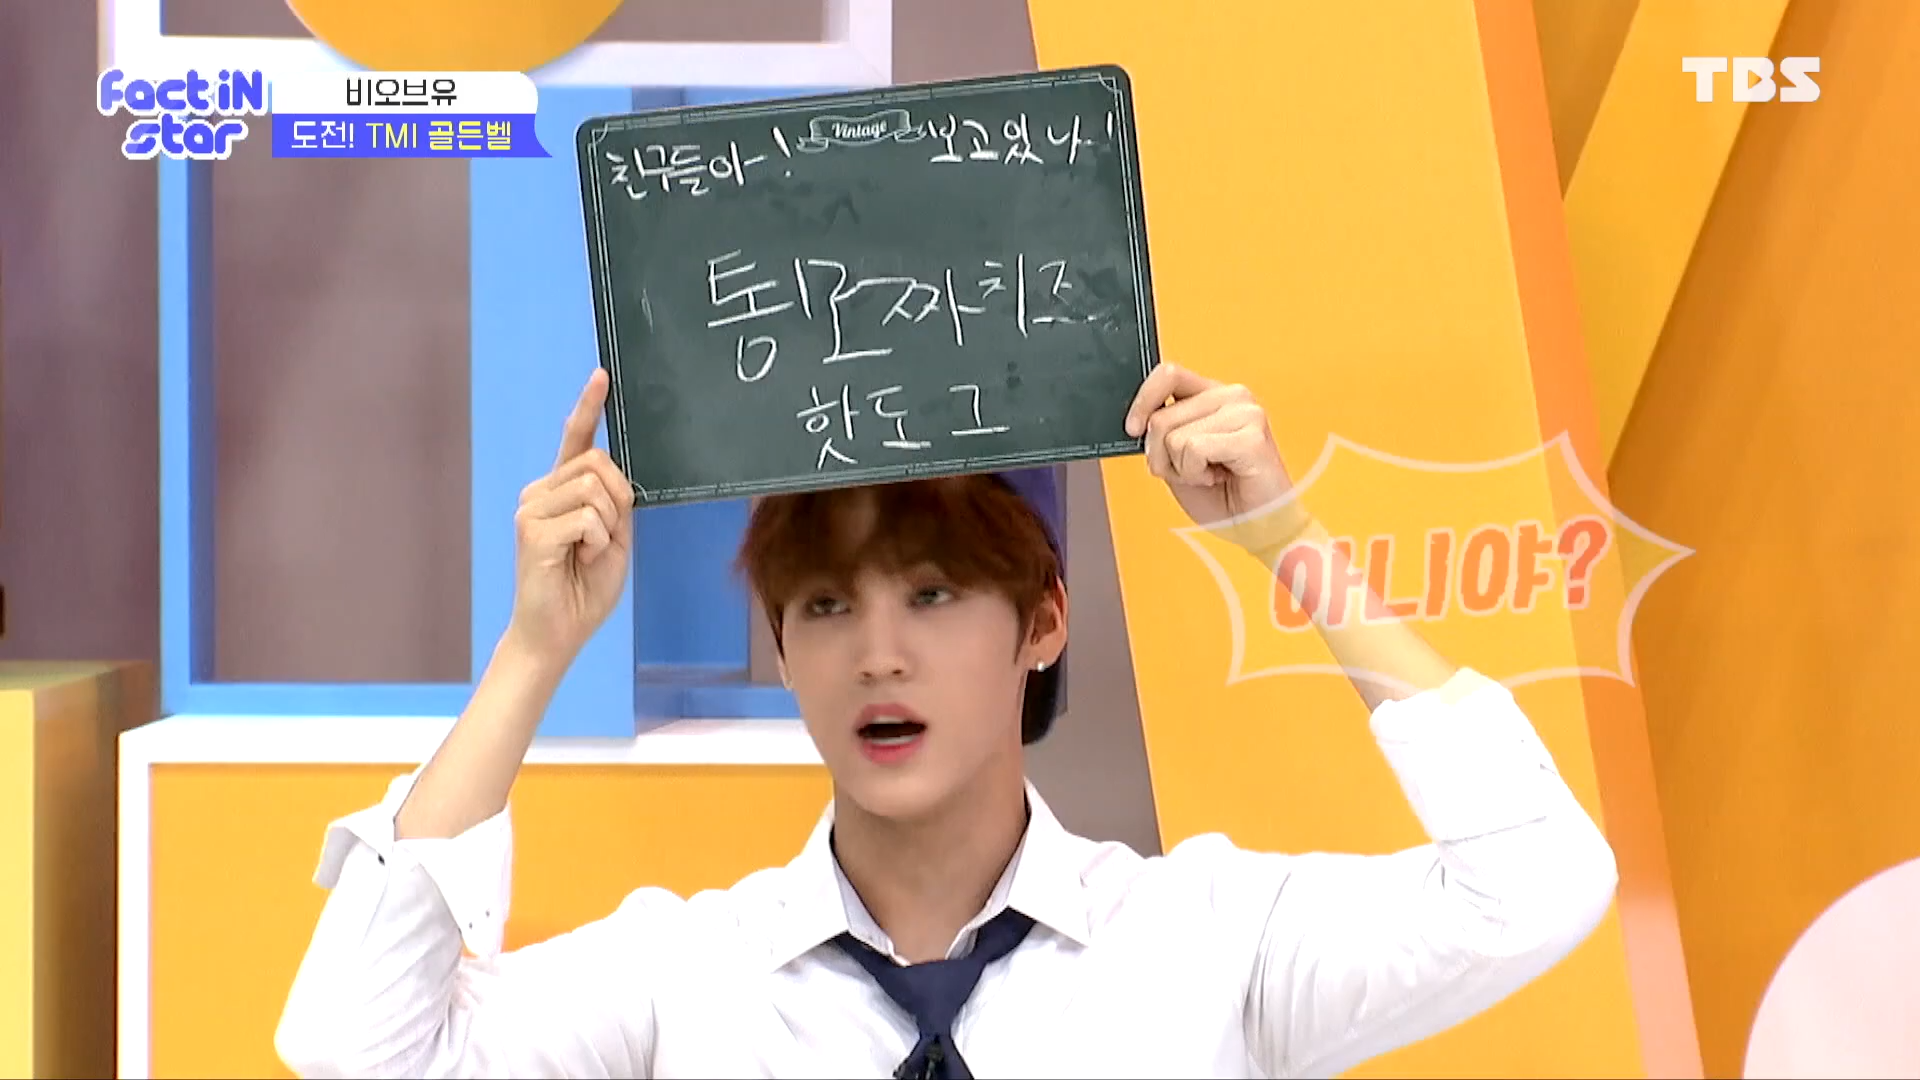 Fact iN
star
비오브유
도전! TMI 골든벨
TBS
친구들아! Vintage 보고있나!
통모짜치즈
핫도그
아니야?